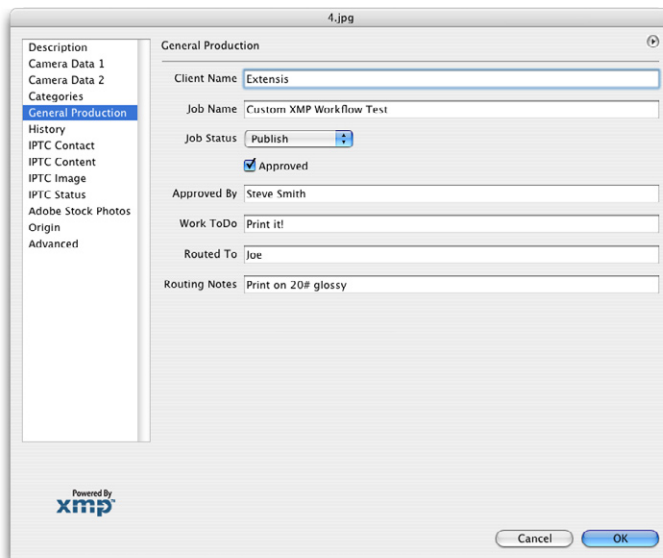 4.jpg
Description
Camera Data 1
Camera Data 2
Categories
General Production
History
IPTC Contact
IPTC Content
IPTC Image
IPTC Status
Adobe Stock Photos
Origin
Advanced
General Production
Client Name Extensis
Job Name Custom XMP Workflow Test
Job Status Publish
Approved
Approved By Steve Smith
Work ToDo Print it!
Routed To Joe
Routing Notes Print on 20# glossy
Powered By
xmp™
Cancel OK